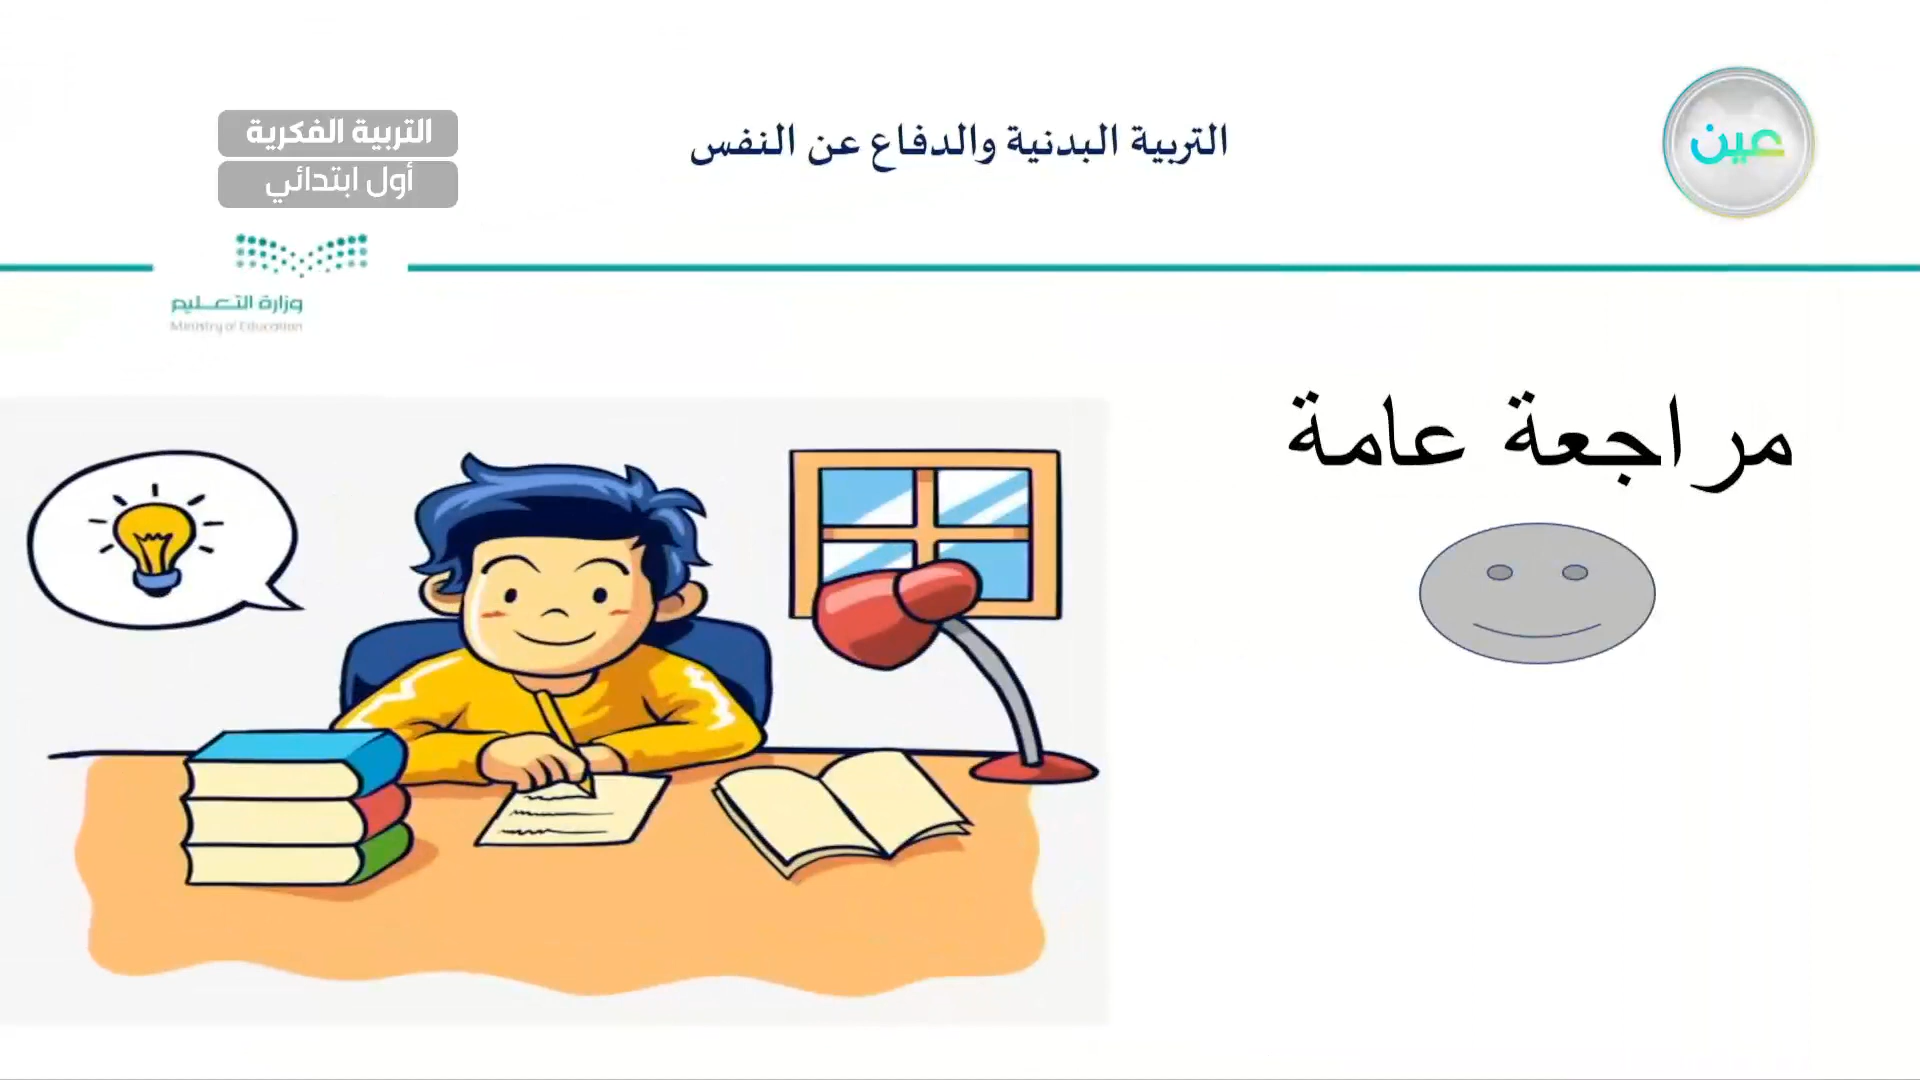 التربية الفكرية
أول ابتدائي
التربية البدنية والدفاع عن النفس
عين
وزارة التعليم
Ministry of Education
مراجعة عامة